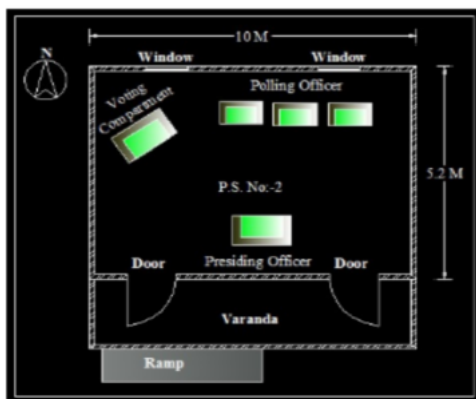 10 M
N
Window
Window
Voting
Compartment
Polling Officer
5.2 M
P.S. No:-2
Presiding Officer
Door
Door
Varanda
Ramp